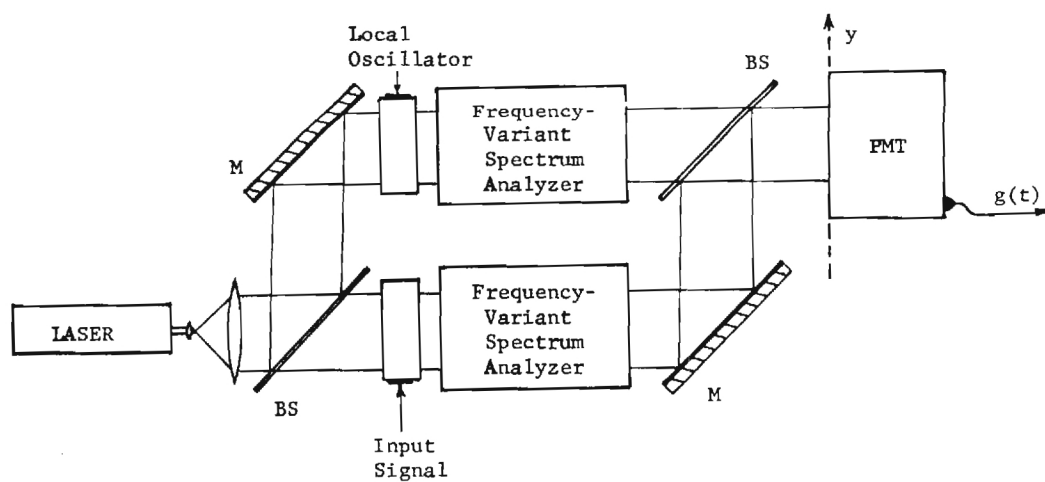 Local
Oscillator
M
Frequency-
Variant
Spectrum
Analyzer
BS
y
PMT
g(t)
LASER
BS
Frequency-
Variant
Spectrum
Analyzer
M
Input
Signal